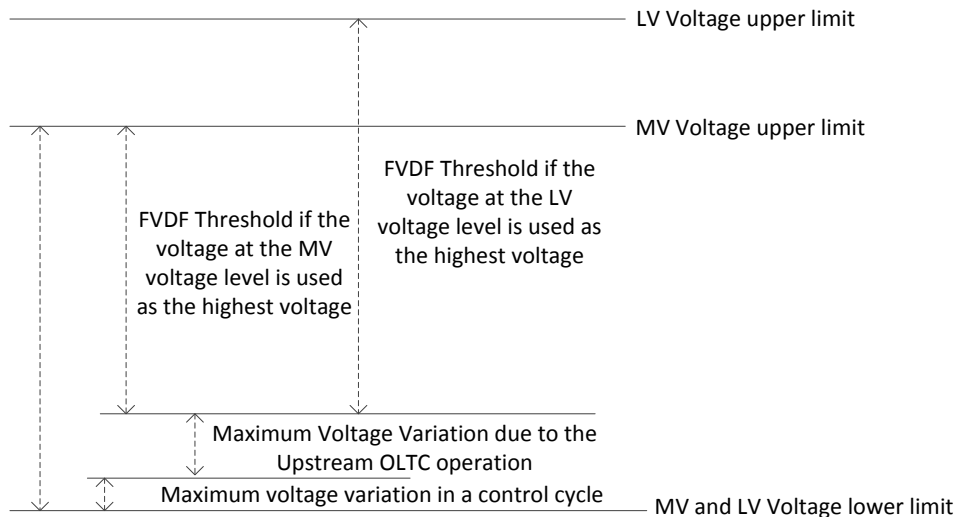 LV Voltage upper limit
MV Voltage upper limit
FVDF Threshold if the
voltage at the LV
voltage level is used as
the highest voltage
FVDF Threshold if the
voltage at the MV
voltage level is used
as the highest voltage
Maximum Voltage Variation due to the
Upstream OLTC operation
Maximum voltage variation in a control cycle
MV and LV Voltage lower limit